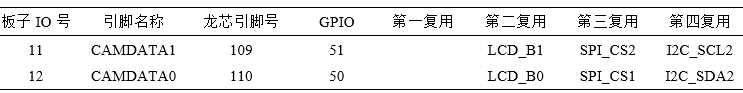 板子 IO 号 引脚名称 龙芯引脚号 GPIO 第一复用 第二复用 第三复用 第四复用
11 CAMDATA1 109 51 LCD_B1 SPI_CS2 I2C_SCL2
12 CAMDATA0 110 50 LCD_B0 SPI_CS1 I2C_SDA2